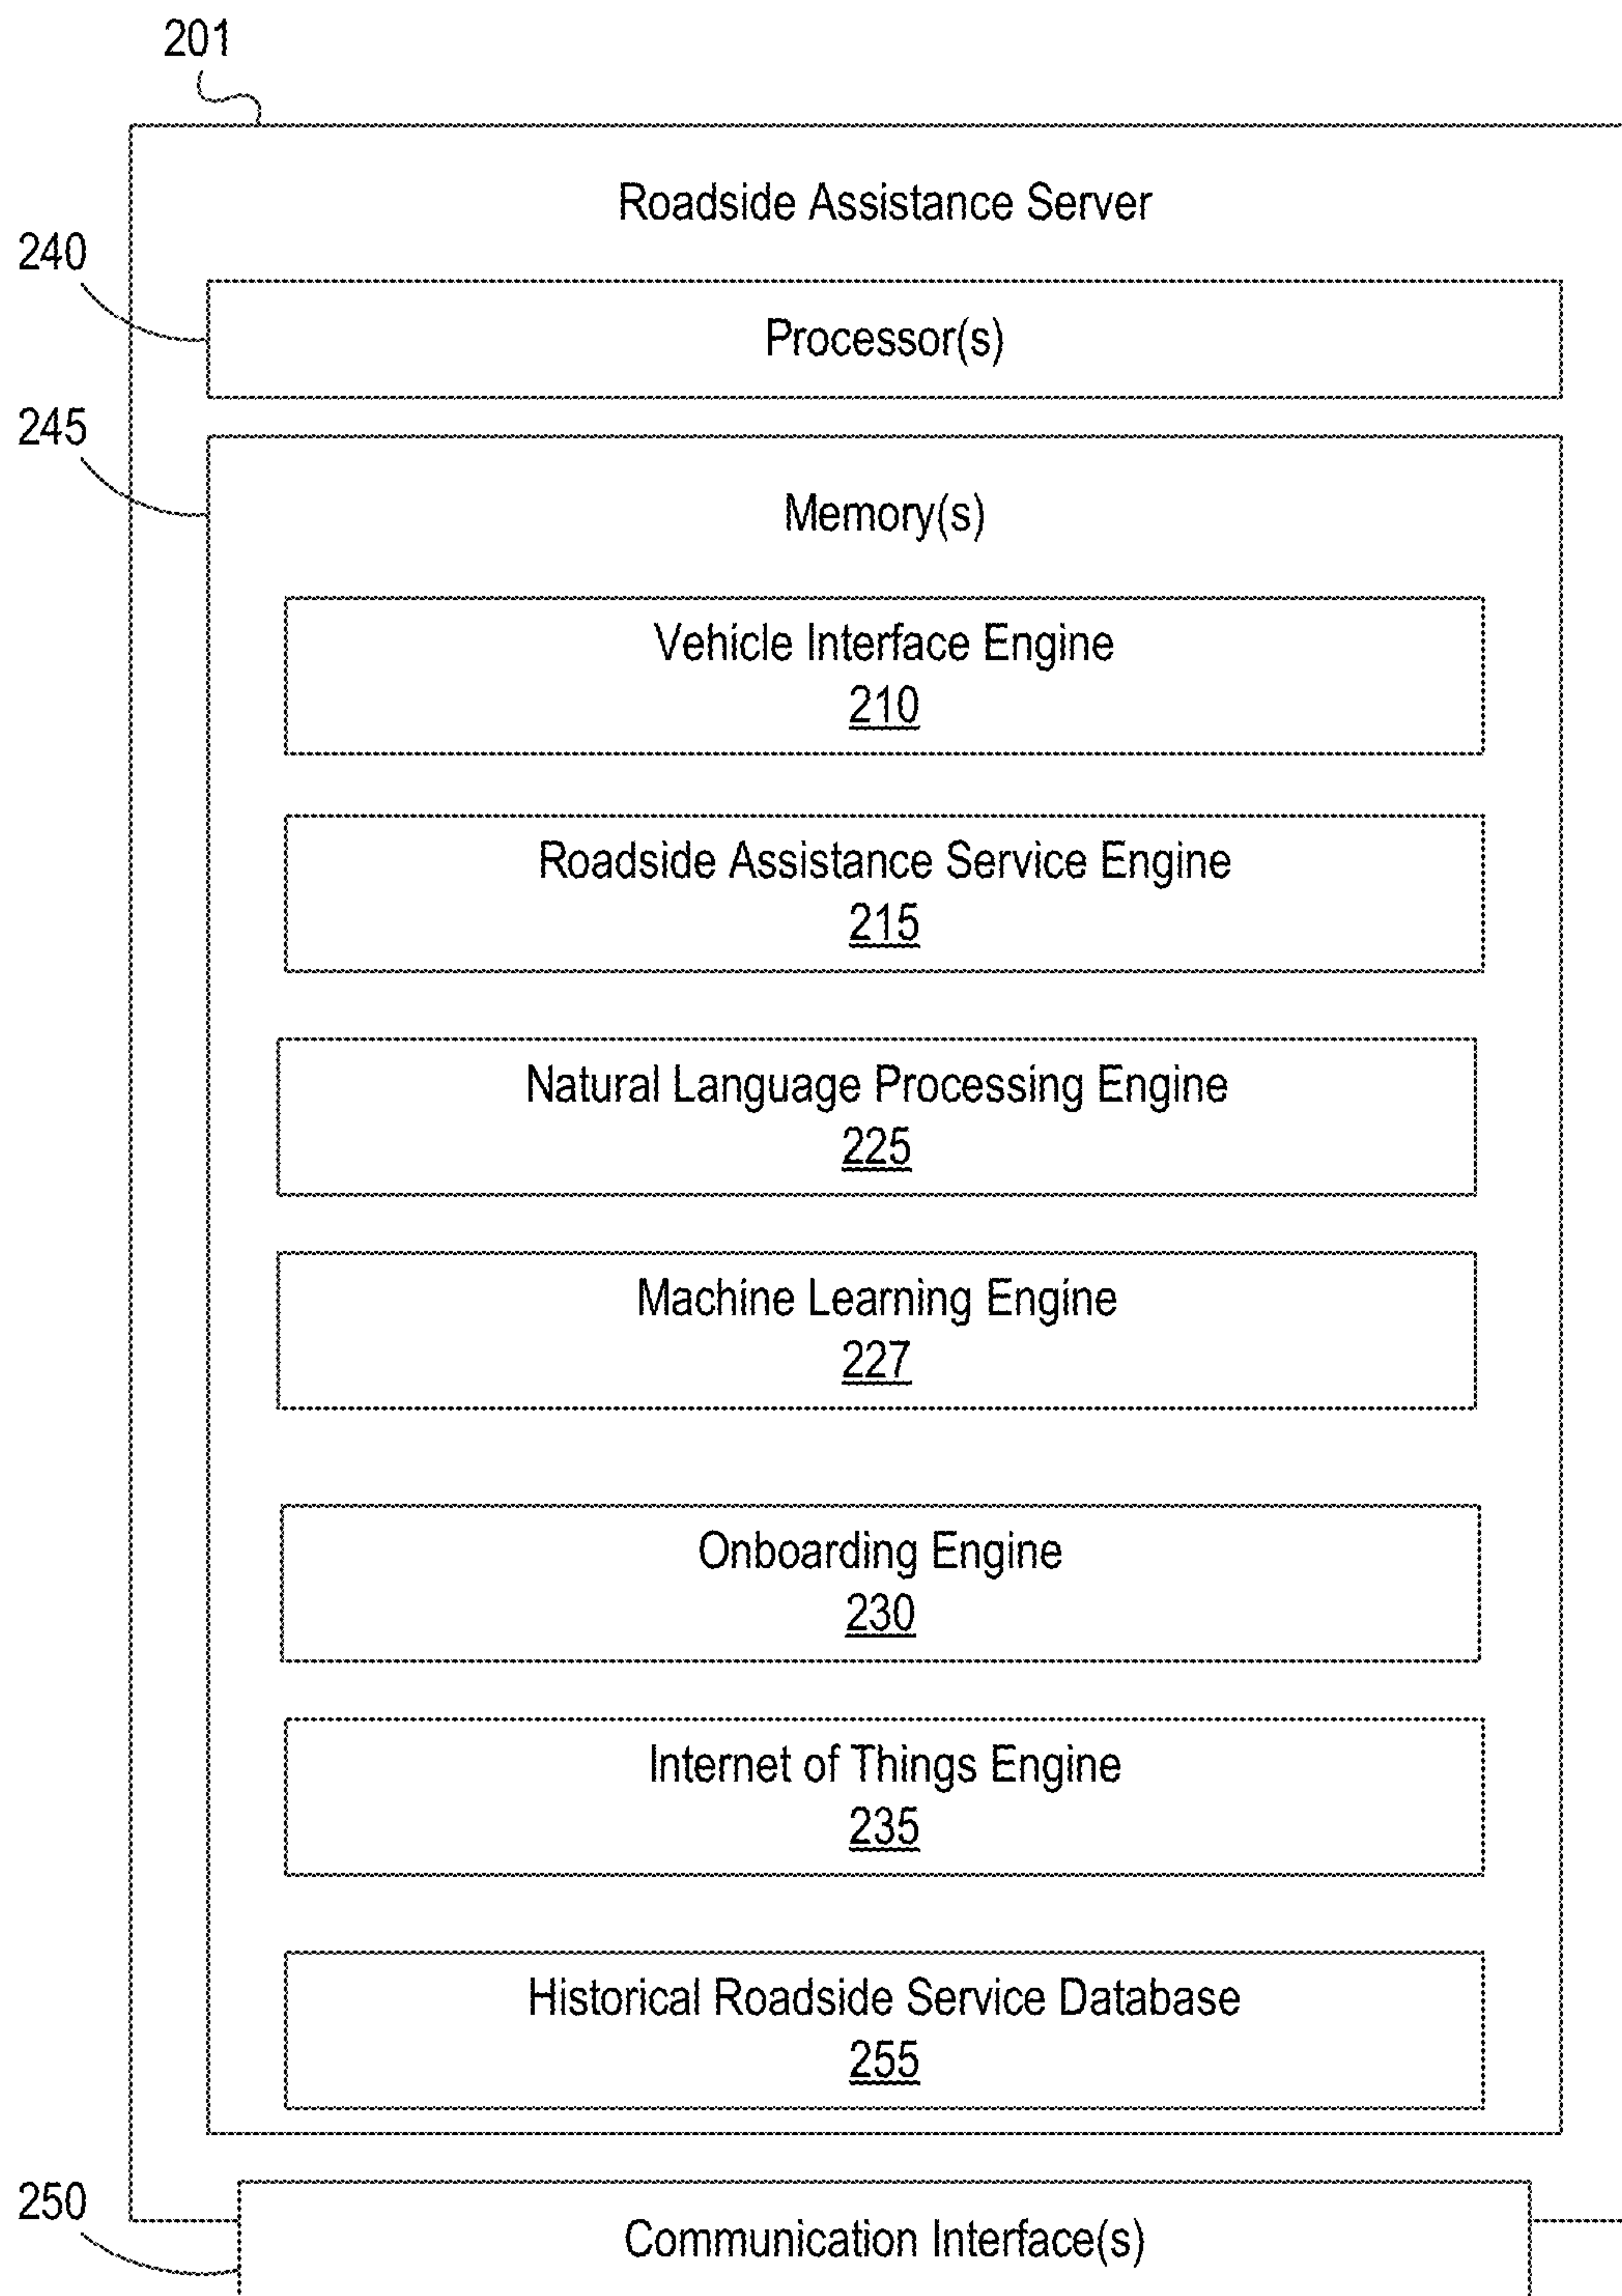 201
Roadside Assistance Server
240
Processor(s)
245
Memory(s)
Vehicle Interface Engine
210
Roadside Assistance Service Engine
215
Natural Language Processing Engine
225
Machine Learning Engine
227
Onboarding Engine
230
Internet of Things Engine
235
Historical Roadside Service Database
255
250
Communication Interface(s)